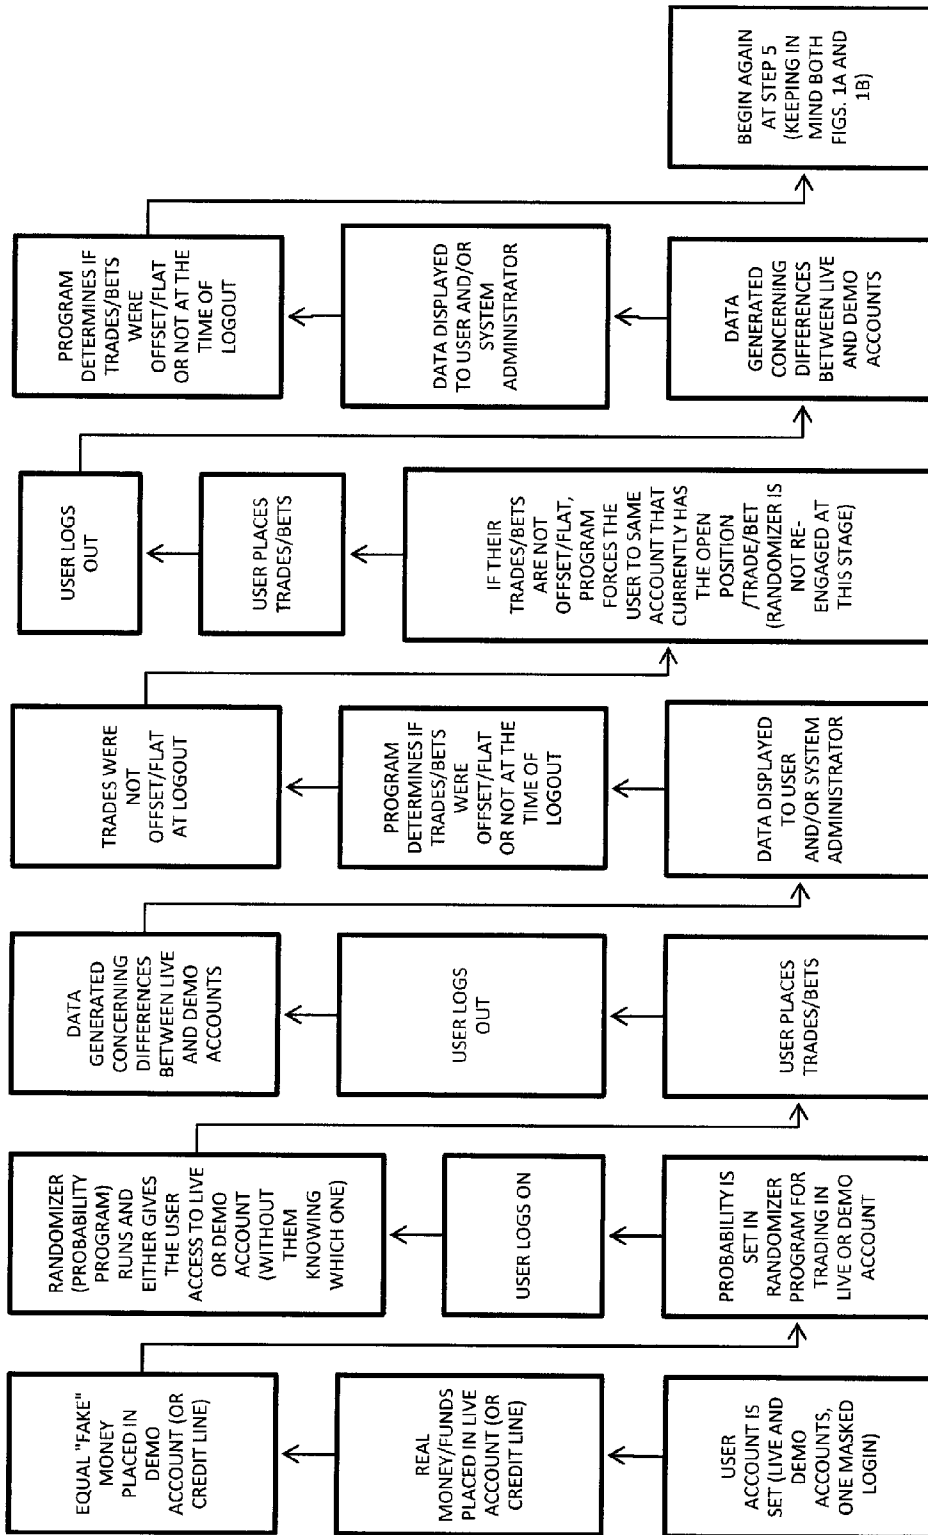 USER
ACCOUNT IS
SET (LIVE AND
DEMO
ACCOUNTS,
ONE MASKED
LOGIN)
REAL
MONEY/FUNDS
PLACED IN LIVE
ACCOUNT (OR
CREDIT LINE)
EQUAL "FAKE"
MONEY
PLACED IN
DEMO
ACCOUNT (OR
CREDIT LINE)
PROBABILITY IS
SET IN
RANDOMIZER
PROGRAM FOR
TRADING IN
LIVE OR DEMO
ACCOUNT
USER LOGS ON
RANDOMIZER
(PROBABILITY
PROGRAM)
RUNS AND
EITHER GIVES
THE USER
ACCESS TO LIVE
OR DEMO
ACCOUNT
(WITHOUT
THEM
KNOWING
WHICH ONE)
USER PLACES
TRADES/BETS
USER LOGS
OUT
DATA
GENERATED
CONCERNING
DIFFERENCES
BETWEEN LIVE
AND DEMO
ACCOUNTS
DATA DISPLAYED
TO USER
AND/OR SYSTEM
ADMINISTRATOR
PROGRAM
DETERMINES IF
TRADES/BETS
WERE
OFFSET/FLAT
OR NOT AT THE
TIME OF
LOGOUT
TRADES WERE
NOT
OFFSET/FLAT
AT LOGOUT
IF THEIR
TRADES/BETS
ARE NOT
OFFSET/FLAT,
PROGRAM
FORCES THE
USER TO SAME
ACCOUNT THAT
CURRENTLY HAS
THE OPEN
POSITION
/TRADE/BET
(RANDOMIZER IS
NOT RE-
ENGAGED AT
THIS STAGE)
USER PLACES
TRADES/BETS
USER LOGS
OUT
DATA
GENERATED
CONCERNING
DIFFERENCES
BETWEEN LIVE
AND DEMO
ACCOUNTS
DATA DISPLAYED
TO USER AND/OR
SYSTEM
ADMINISTRATOR
PROGRAM
DETERMINES IF
TRADES/BETS
WERE
OFFSET/FLAT
OR NOT AT THE
TIME OF
LOGOUT
BEGIN AGAIN
AT STEP 5
(KEEPING IN
MIND BOTH
FIGS. 1A AND
1B)